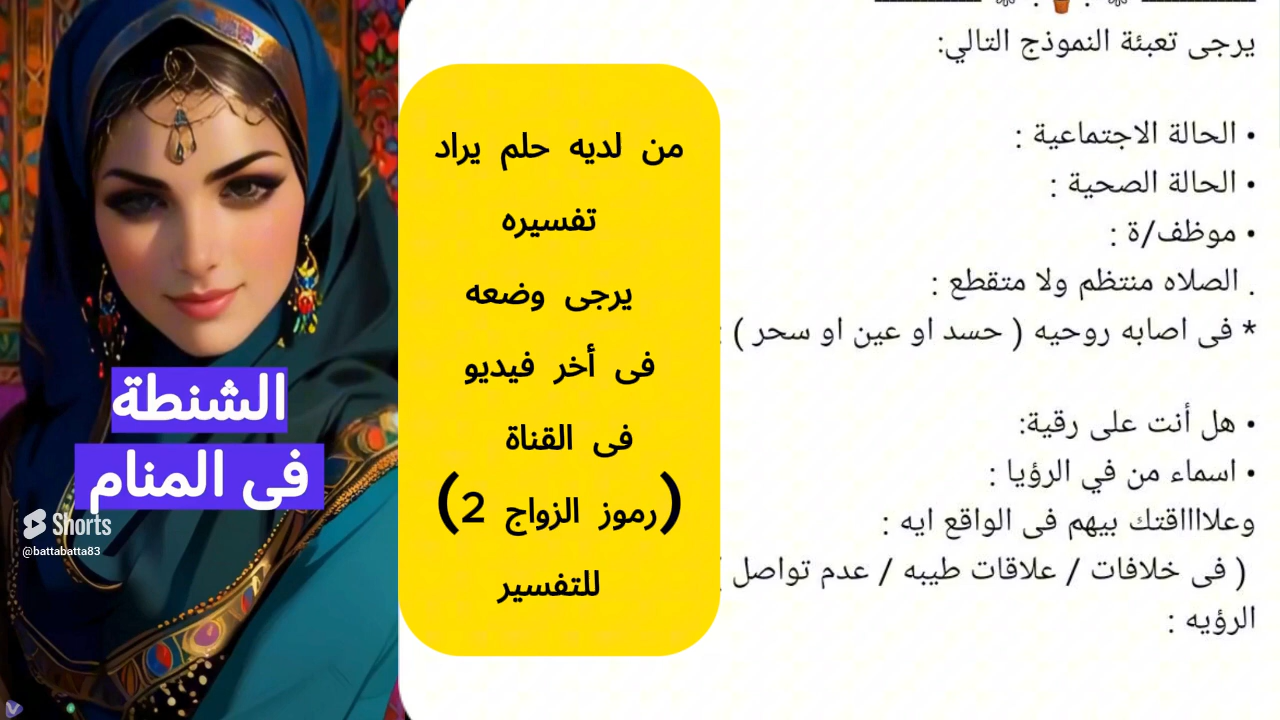 يرجى تعبئة النموذج التالي:
• الحالة الاجتماعية :
• الحالة الصحية :
• موظف/ة :
. الصلاه منتظم ولا متقطع :
* فى اصابه روحيه ( حسد او عين او سحر ) :
• هل أنت على رقية:
• اسماء من في الرؤيا :
وعلااااقتك بيهم فى الواقع ايه :
( فى خلافات / علاقات طيبه / عدم تواصل )
الرؤيه :
من لديه حلم يراد
تفسيره
يرجى وضعه
فى أخر فيديو
فى القناة
(رموز الزواج 2)
للتفسير
الشنطة
فى المنام
Shorts
@battabatta83